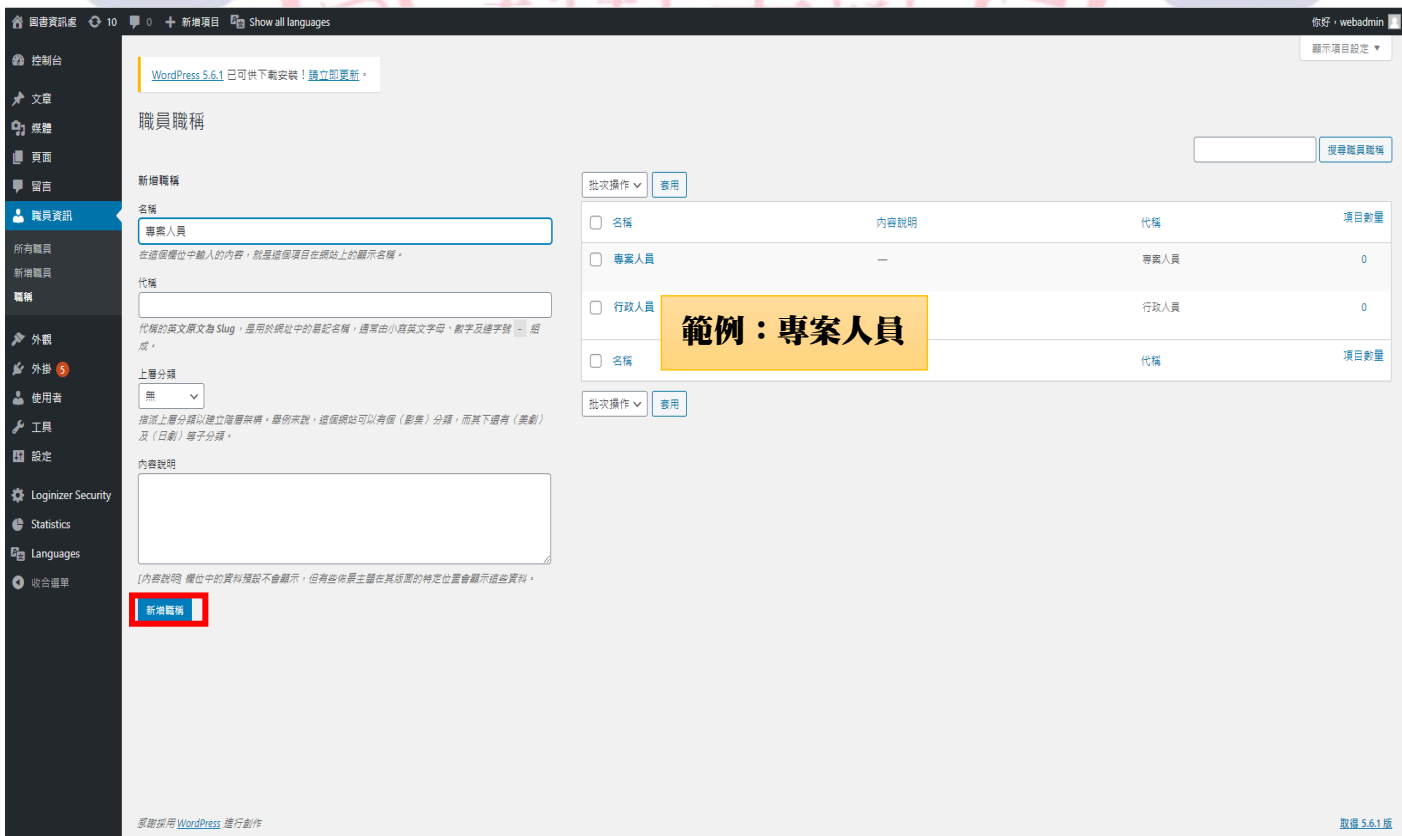 圖書資訊處 10 0 新增項目 Show all languages 你好，webadmin
顯示項目設定 ▼
控制台
文章
媒體
頁面
留言
職員資訊
所有職員
新增職員
職稱
外觀
外掛 5
使用者
工具
設定
Loginizer Security
Statistics
Languages
收合選單
WordPress 5.6.1 已可供下載安裝！請立即更新。
職員職稱
搜尋職員職稱
新增職稱
名稱
專案人員
在這個欄位中輸入的內容，就是這個項目在網站上的顯示名稱。
代稱
代稱的英文原文為 Slug，是用於網址中的易記名稱，通常由小寫英文字母、數字及連字號 - 組
成。
上層分類
無
指派上層分類以建立階層架構。舉例來說，這個網站可以有個〈影集〉分類，而其下還有〈美劇〉
及〈日劇〉等子分類。
內容說明
[內容說明] 欄位中的資料預設不會顯示，但有些佈景主題在其版面的特定位置會顯示這些資料。
新增職稱
批次操作 套用
名稱 內容說明 代稱 項目數量
專案人員 — 專案人員 0
行政人員 行政人員 0
範例：專案人員
名稱 代稱 項目數量
批次操作 套用
感謝採用 WordPress 進行創作
取得 5.6.1 版